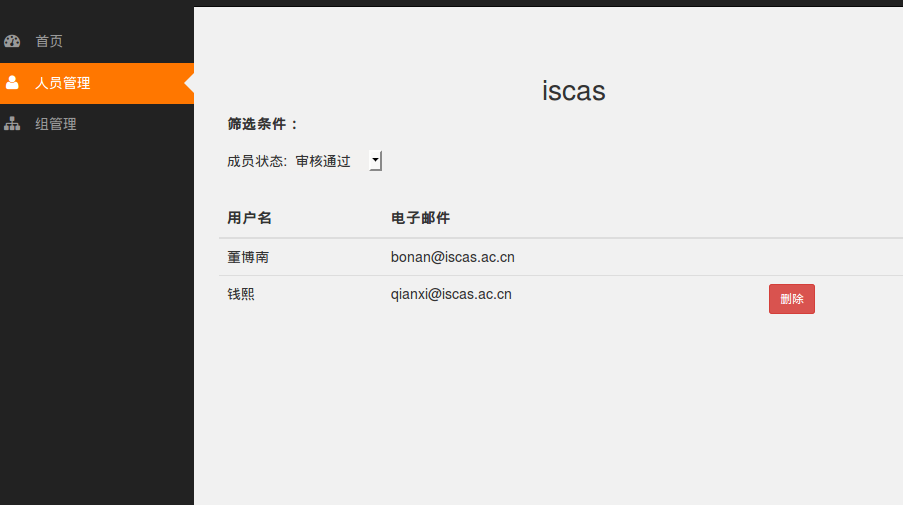 首页
人员管理
组管理
iscas
筛选条件：
成员状态: 审核通过
用户名 电子邮件
董博南 bonan@iscas.ac.cn
钱熙 qianxi@iscas.ac.cn 删除